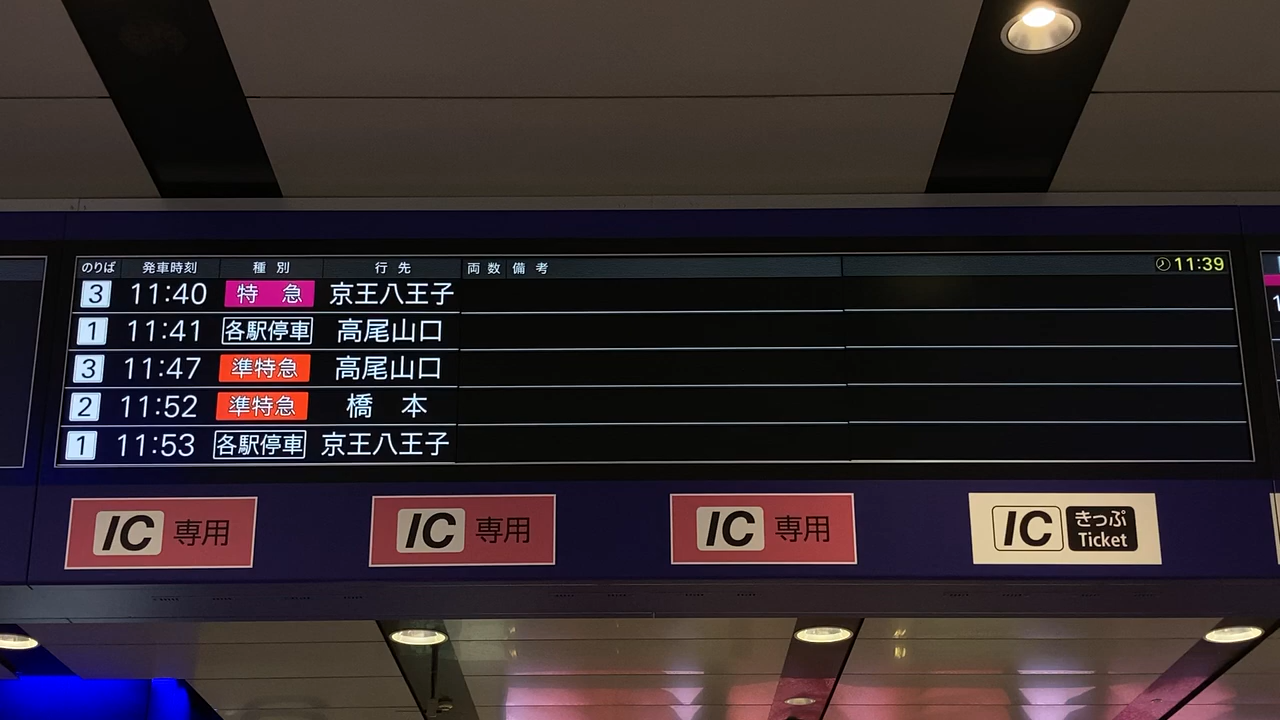 のりば 発車時刻 種別 行先 両数 備考 11:39
3 11:40 特急 京王八王子
1 11:41 各駅停車 高尾山口
3 11:47 準特急 高尾山口
2 11:52 準特急 橋本
1 11:53 各駅停車 京王八王子
IC 専用
IC 専用
IC 専用
IC きっぷ
Ticket